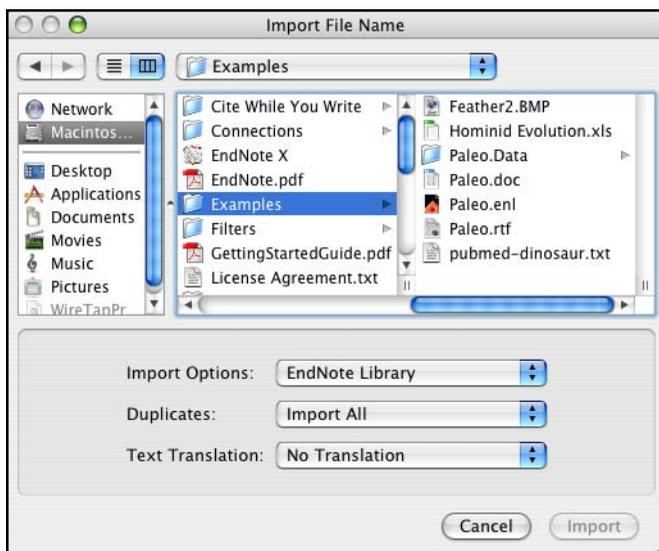 Import File Name
Examples
Network
Macintos...
Desktop
Applications
Documents
Movies
Music
Pictures
WireTapPr
Cite While You Write
Connections
EndNote X
EndNote.pdf
Examples
Filters
GettingStartedGuide.pdf
License Agreement.txt
Feather2.BMP
Hominid Evolution.xls
Paleo.Data
Paleo.doc
Paleo.enl
Paleo.rtf
pubmed-dinosaur.txt
Import Options: EndNote Library
Duplicates: Import All
Text Translation: No Translation
Cancel Import